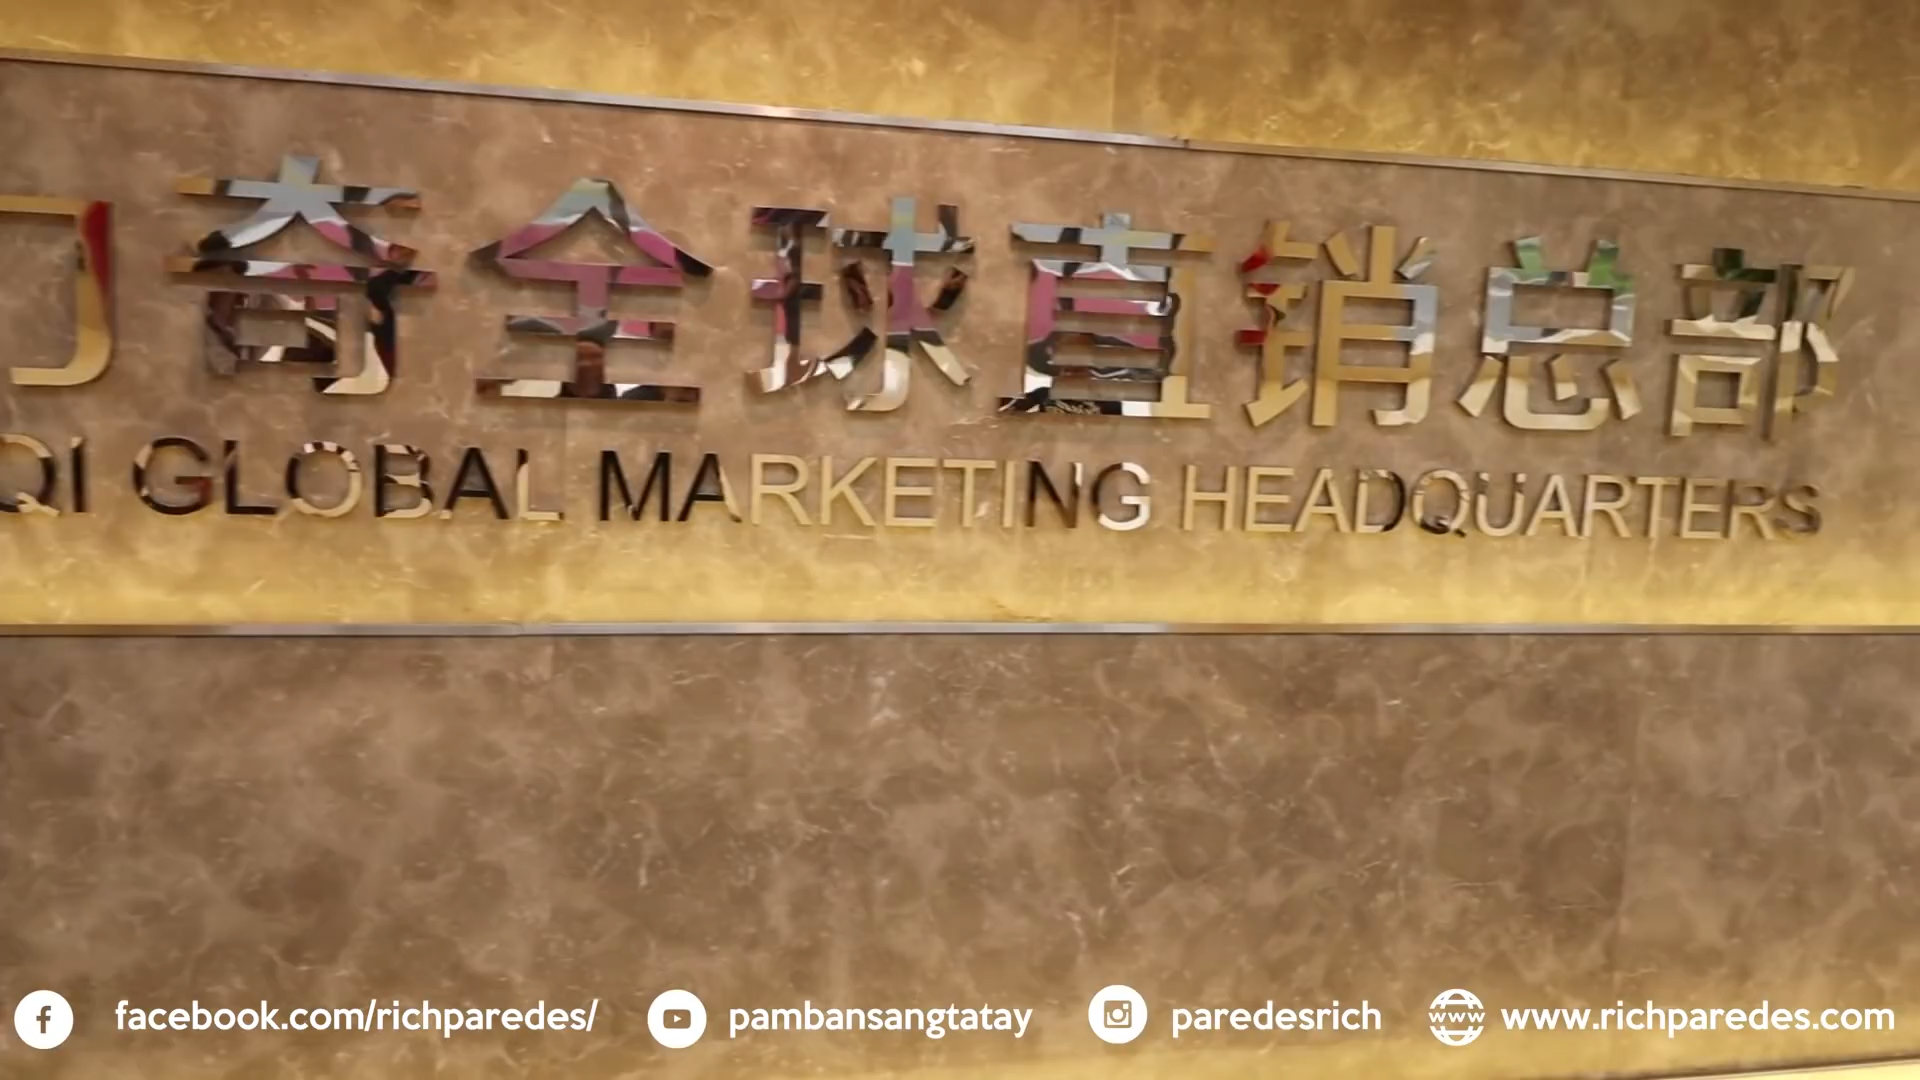 奇全球直销总部
QI GLOBAL MARKETING HEADQUARTERS
facebook.com/richparedes/ pambansangtatay paredesrich www.richparedes.com